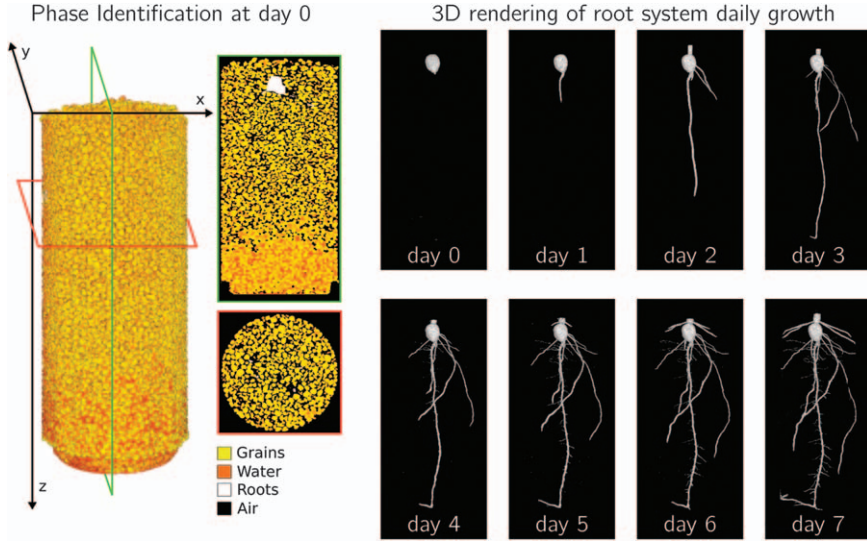 Phase Identification at day 0
3D rendering of root system daily growth
y
x
z
Grains
Water
Roots
Air
day 0
day 1
day 2
day 3
day 4
day 5
day 6
day 7